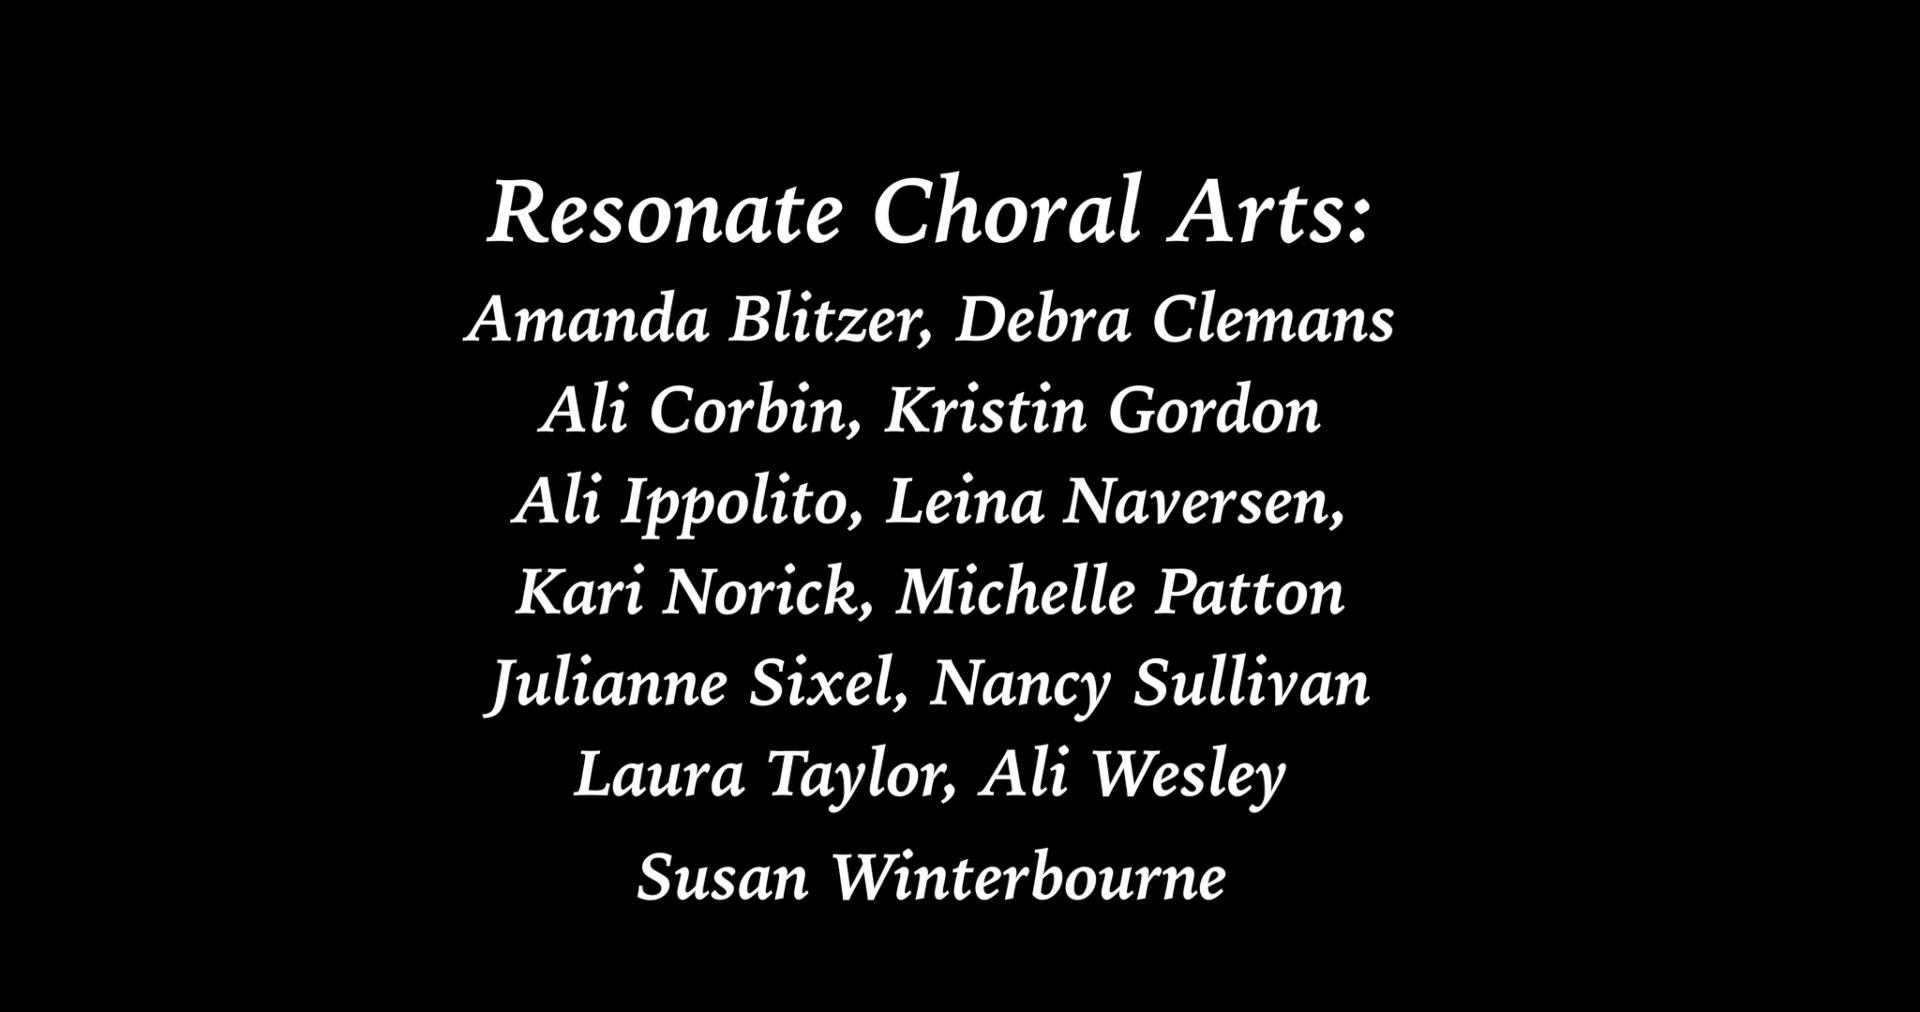 Resonate Choral Arts:
Amanda Blitzer, Debra Clemans
Ali Corbin, Kristin Gordon
Ali Ippolito, Leina Naversen,
Kari Norick, Michelle Patton
Julianne Sixel, Nancy Sullivan
Laura Taylor, Ali Wesley
Susan Winterbourne